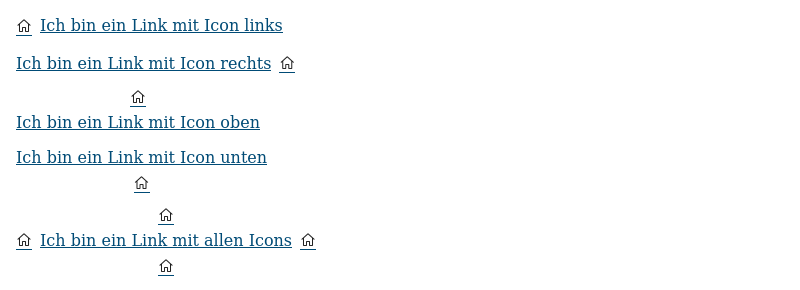 Ich bin ein Link mit Icon links
Ich bin ein Link mit Icon rechts
Ich bin ein Link mit Icon oben
Ich bin ein Link mit Icon unten
Ich bin ein Link mit allen Icons